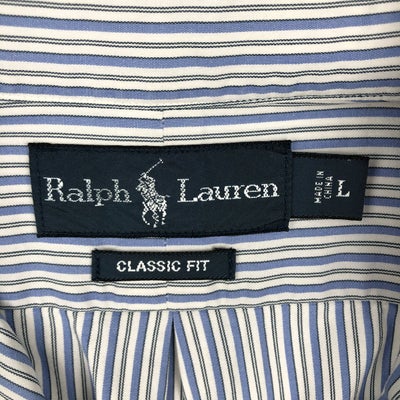 Ralph Lauren
MADE IN
CHINA
L
CLASSIC FIT